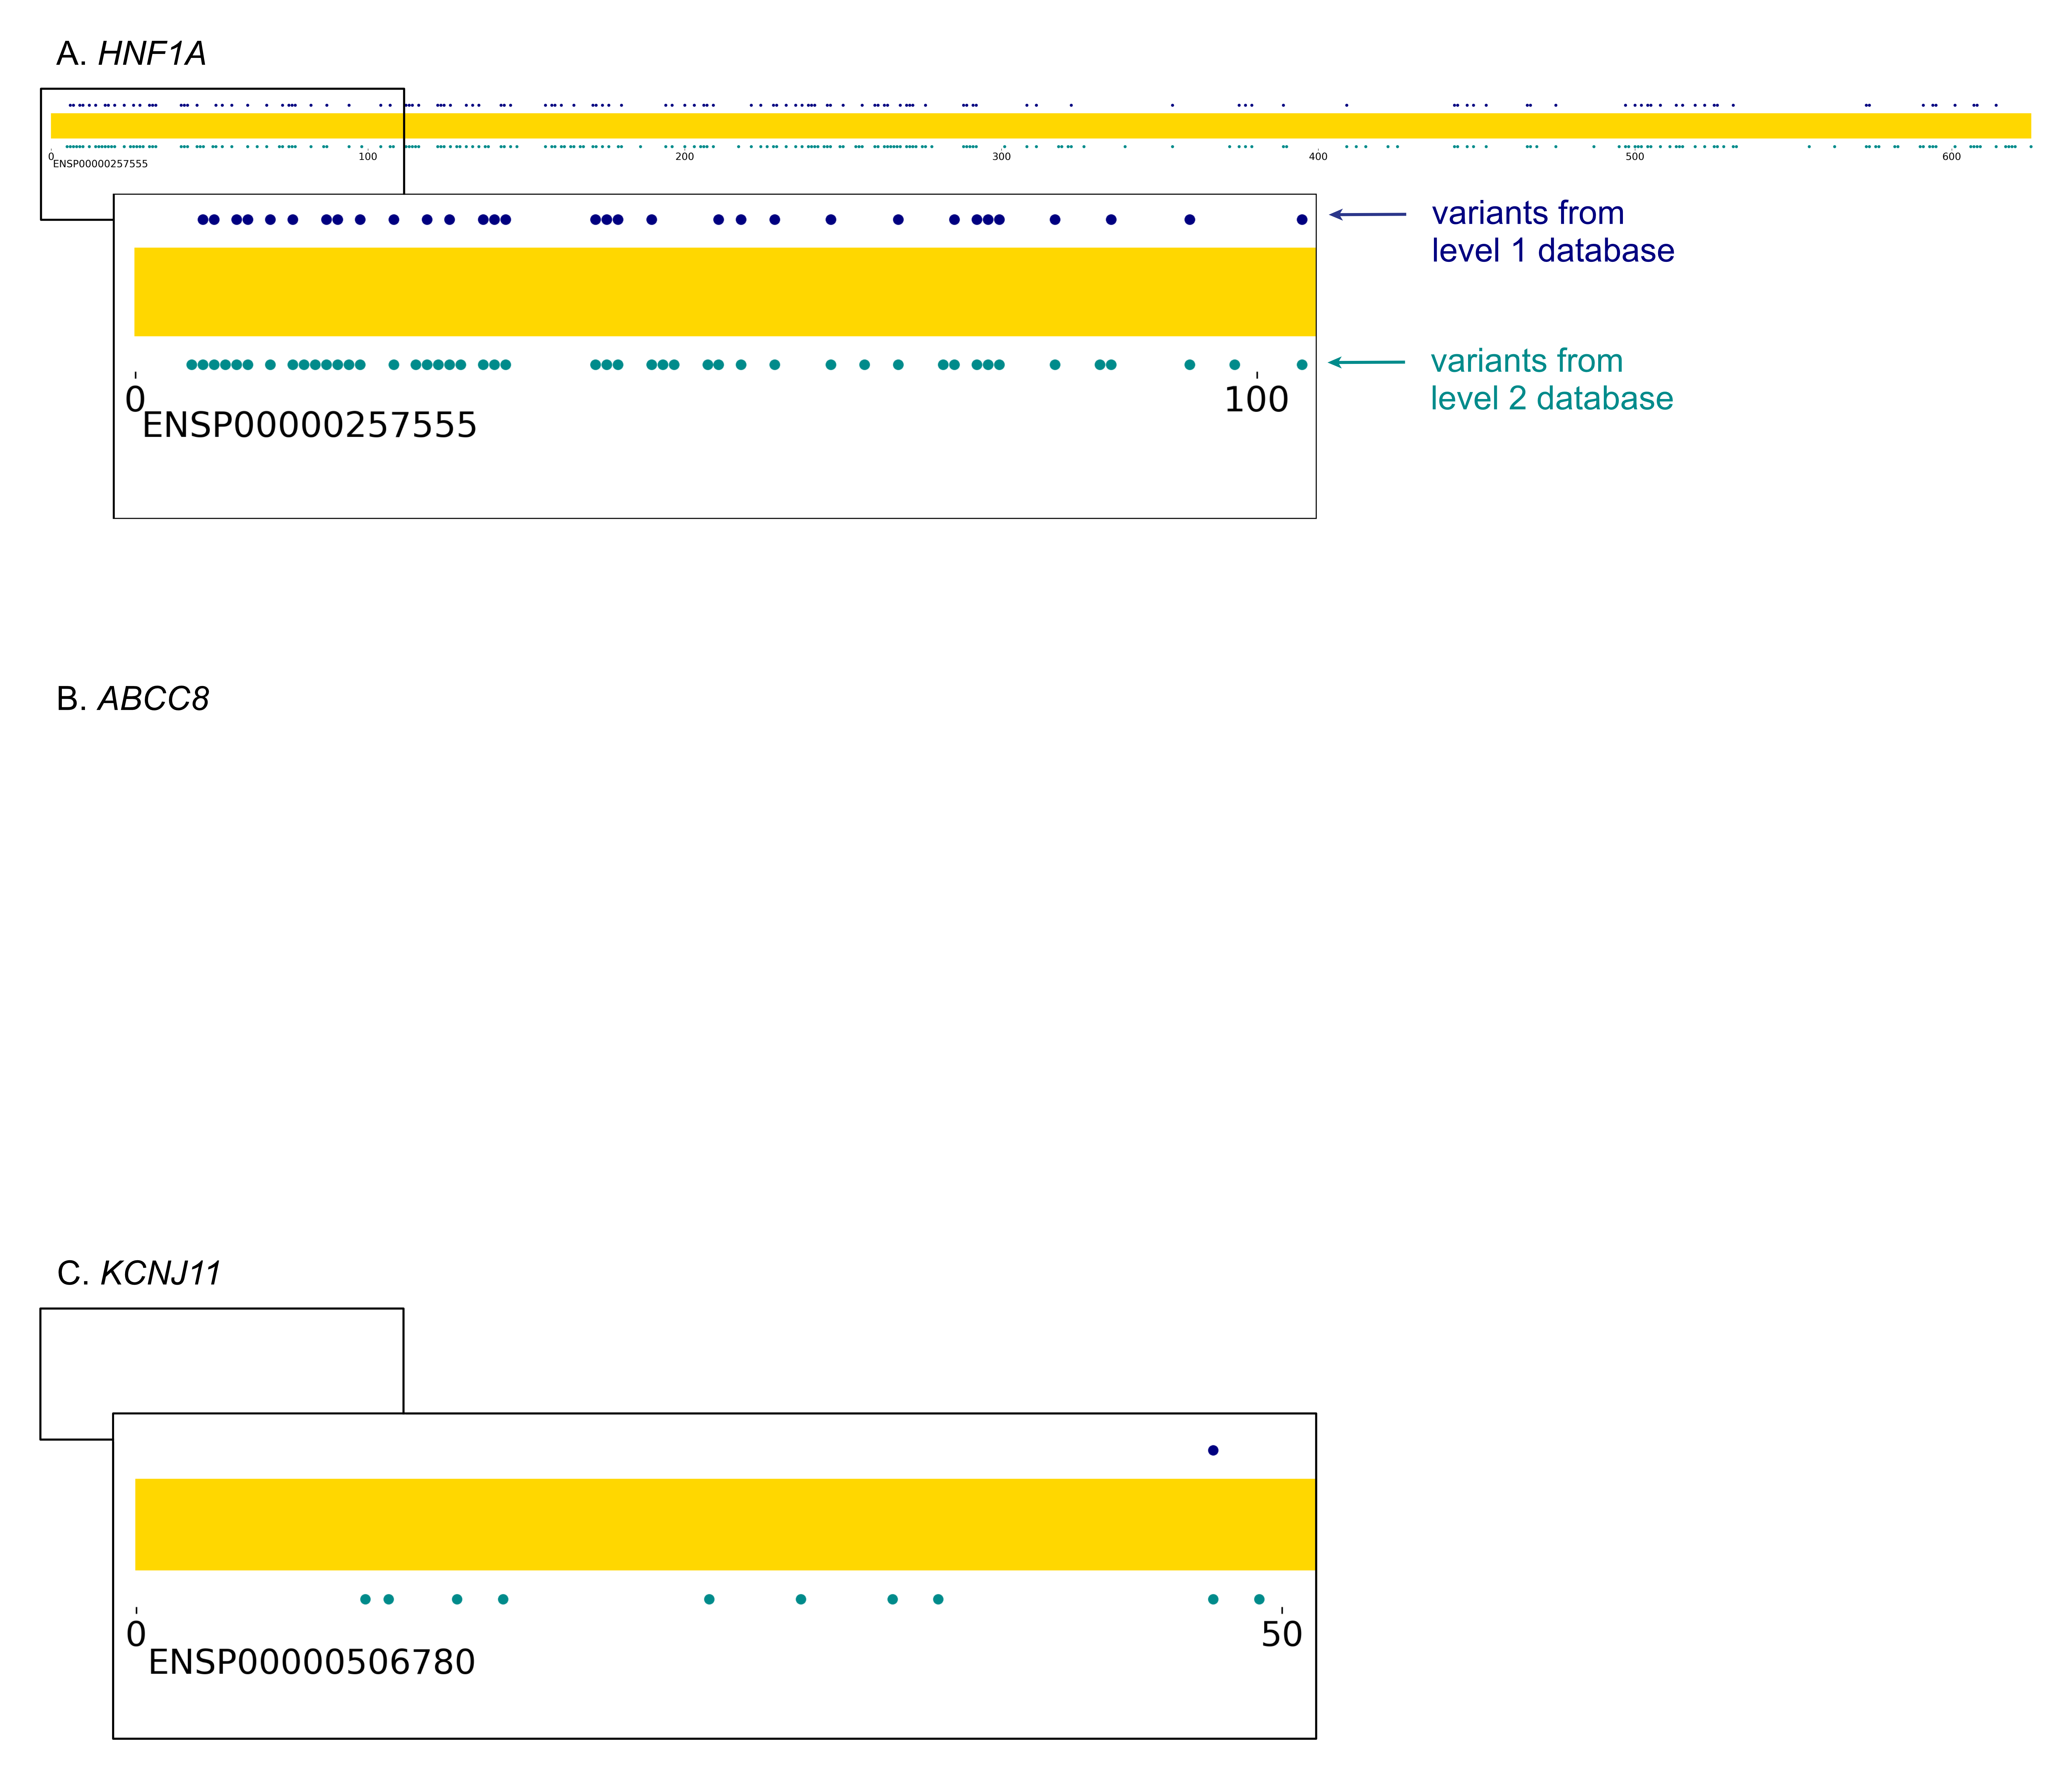 A. HNF1A
0 100 200 300 400 500 600
ENSP00000257555
variants from
level 1 database
variants from
level 2 database
0 100
ENSP00000257555
B. ABCC8
C. KCNJ11
0 50
ENSP00000506780